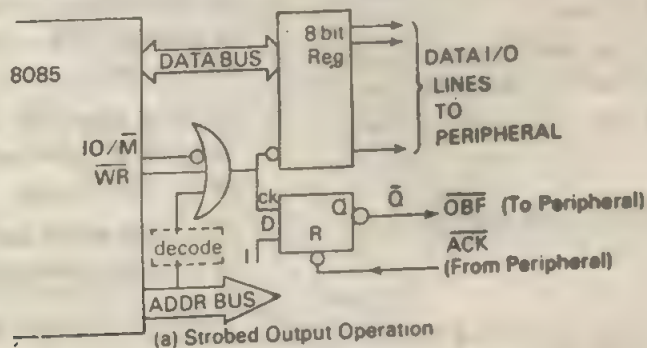 8 bit
Reg
8085
DATA BUS
DATA I/O
LINES
TO
PERIPHERAL
IO/M̅
W̅R̅
ck
D
Q
R
Q̅
O̅B̅F̅ (To Peripheral)
A̅C̅K̅
(From Peripheral)
decode
1
ADDR BUS
(a) Strobed Output Operation